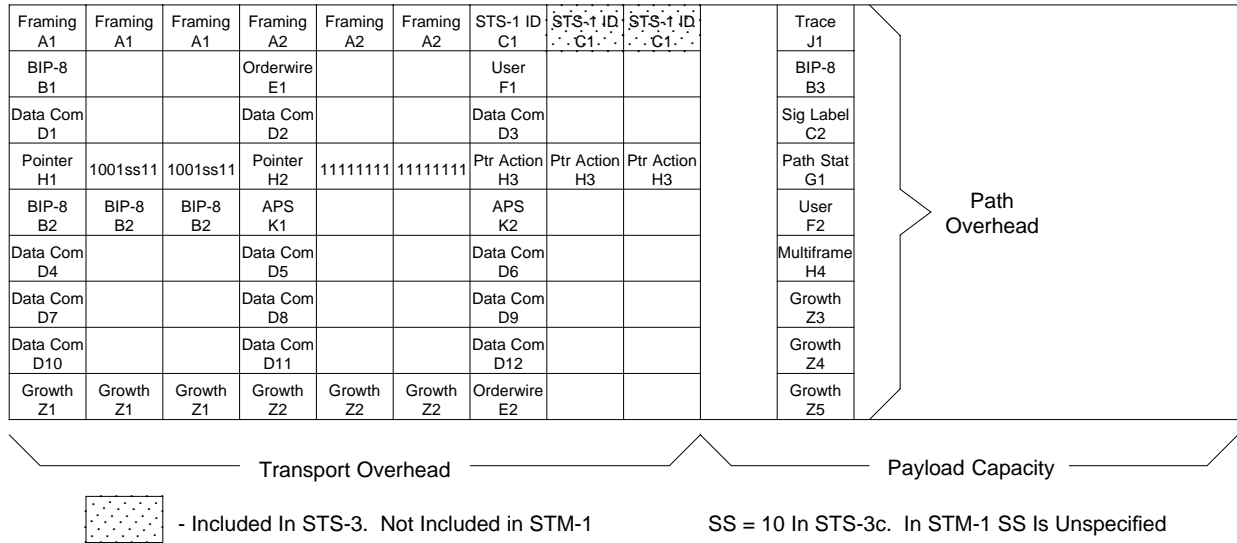 Framing Framing Framing Framing Framing Framing STS-1 ID STS-1 ID STS-1 ID Trace
A1 A1 A1 A2 A2 A2 C1 C1 C1 J1
BIP-8 Orderwire User BIP-8
B1 E1 F1 B3
Data Com Data Com Data Com Sig Label
D1 D2 D3 C2
Pointer 1001ss11 1001ss11 Pointer 11111111 11111111 Ptr Action Ptr Action Ptr Action Path Stat
H1 H2 H3 H3 H3 G1
BIP-8 BIP-8 BIP-8 APS APS User
B2 B2 B2 K1 K2 F2
Path
Overhead
Data Com Data Com Data Com Multiframe
D4 D5 D6 H4
Data Com Data Com Data Com Growth
D7 D8 D9 Z3
Data Com Data Com Data Com Growth
D10 D11 D12 Z4
Growth Growth Growth Growth Growth Growth Orderwire Growth
Z1 Z1 Z1 Z2 Z2 Z2 E2 Z5
Transport Overhead Payload Capacity
- Included In STS-3. Not Included in STM-1 SS = 10 In STS-3c. In STM-1 SS Is Unspecified